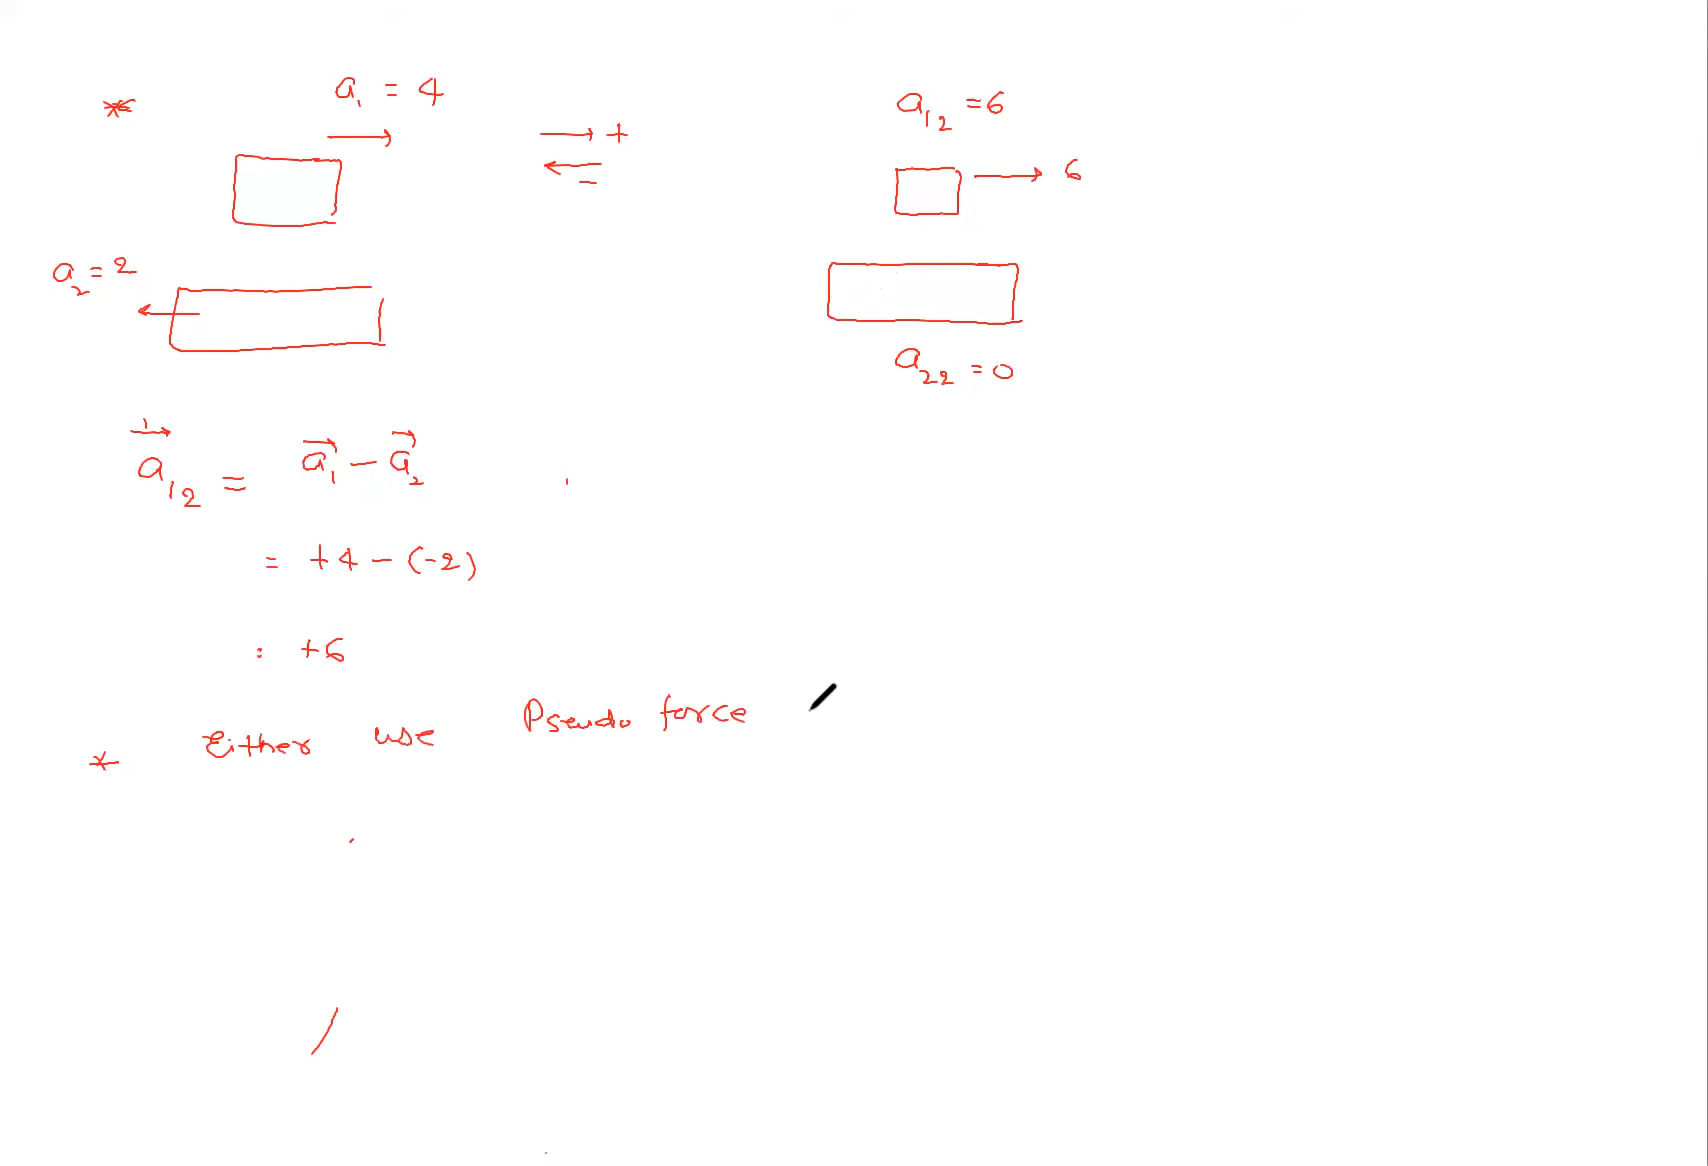 * a₁ = 4
→ +
← −
a₂ = 2
a₁₂ = 6
→ 6
a₂₂ = 0
a⃗₁₂ = a⃗₁ − a⃗₂
= +4 − (−2)
: +6
* Either use Pseudo force